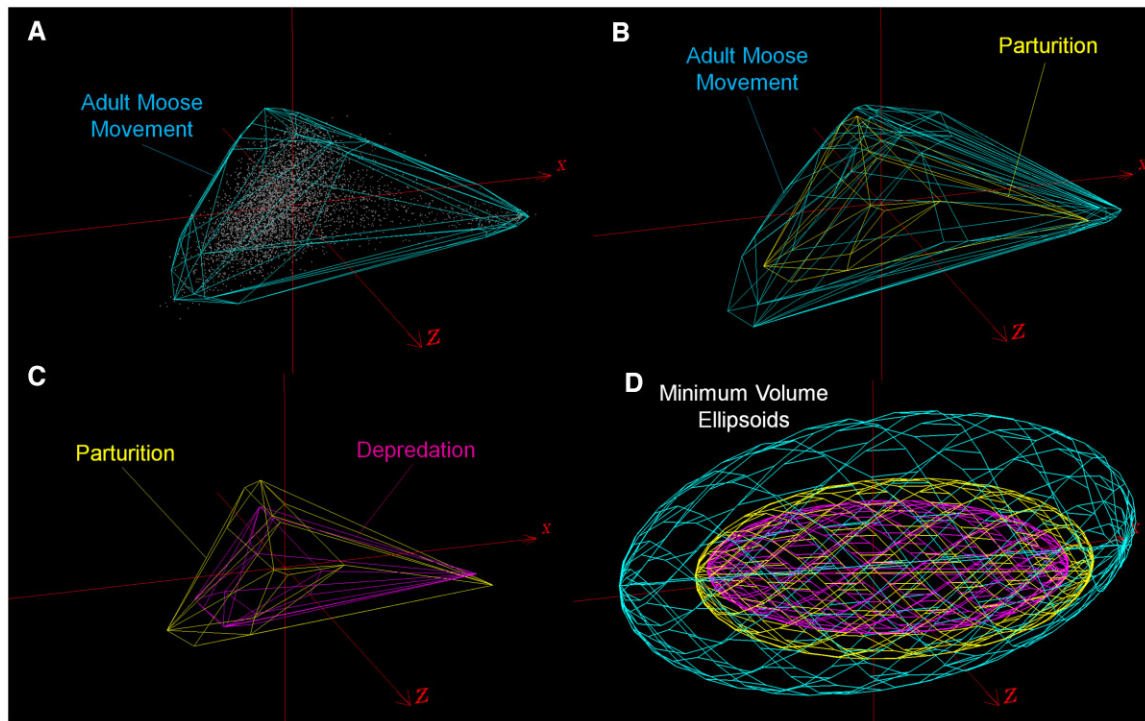 A
Adult Moose
Movement
x
Z
B
Adult Moose
Movement
Parturition
x
Z
C
Parturition
Depredation
x
Z
D
Minimum Volume
Ellipsoids
x
Z